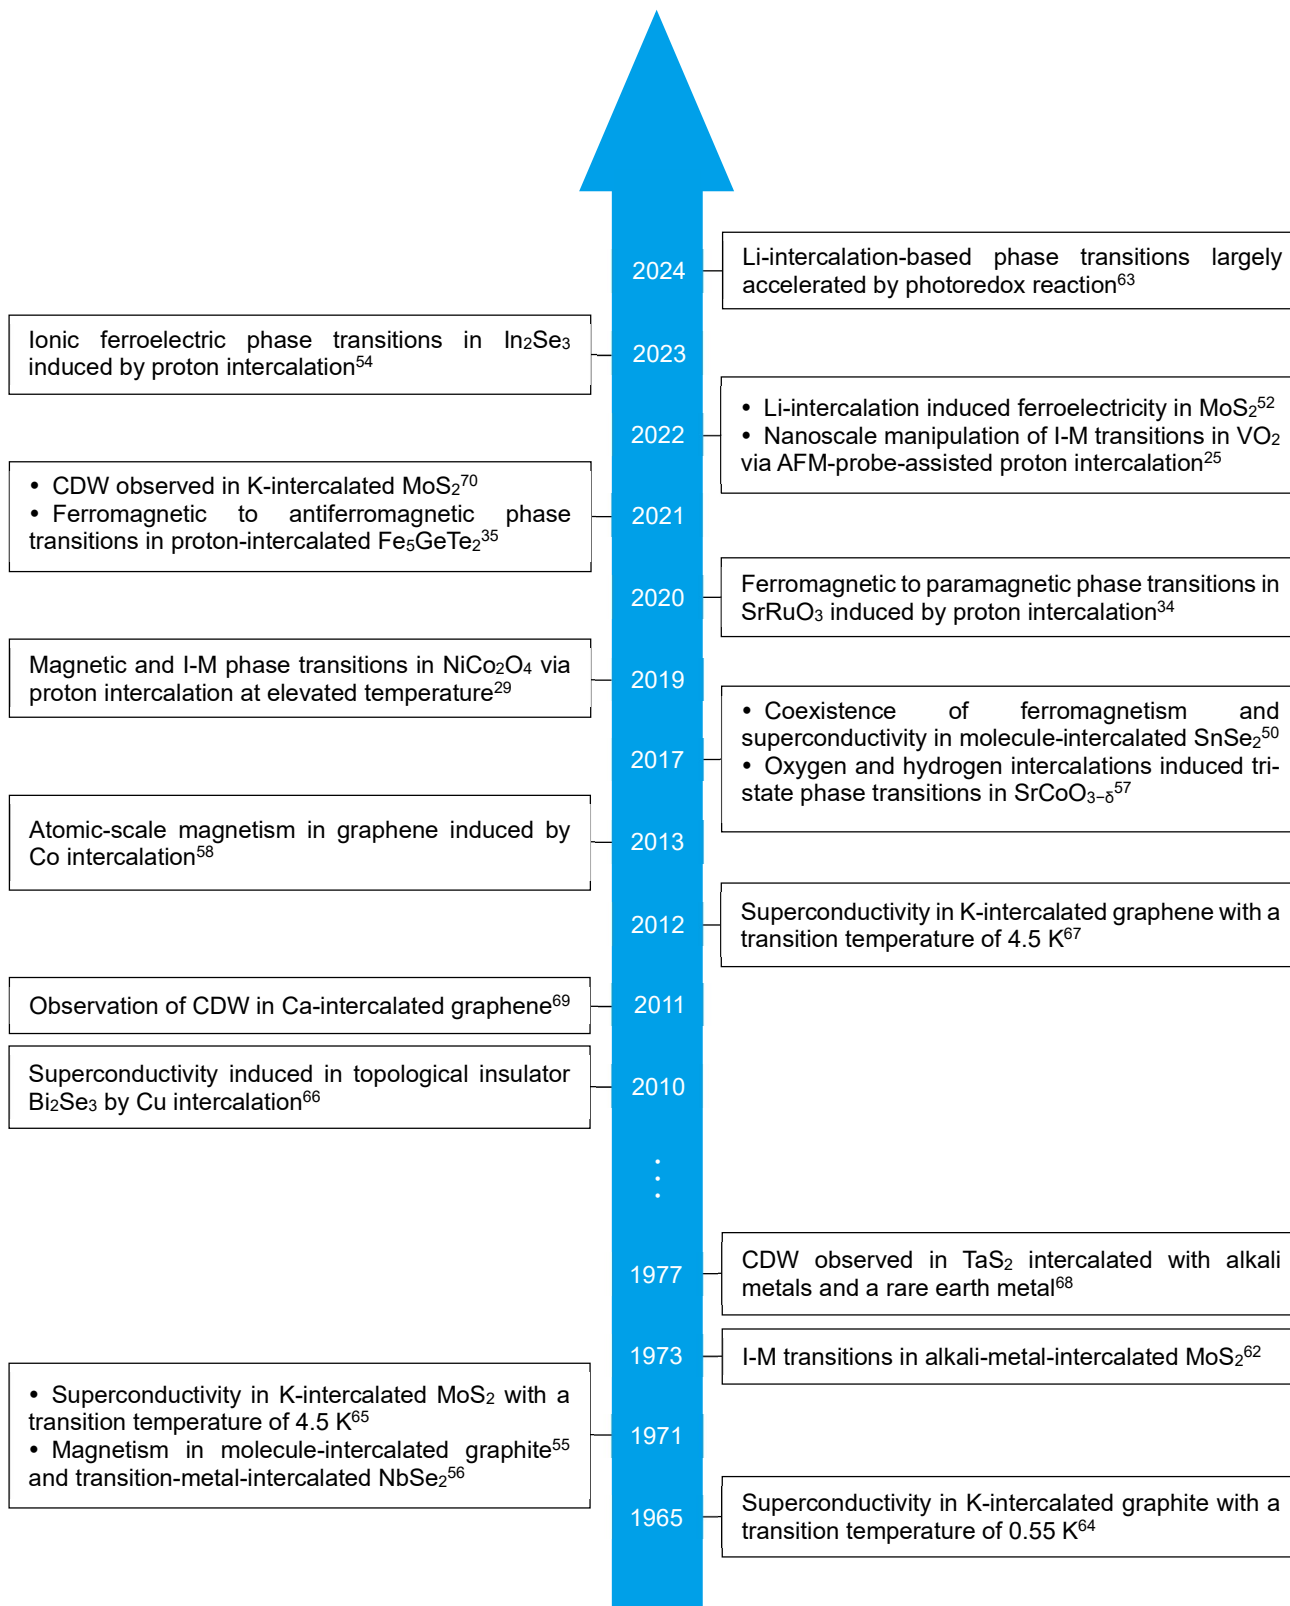 2024
Li-intercalation-based phase transitions largely
accelerated by photoredox reaction⁶³
Ionic ferroelectric phase transitions in In₂Se₃
induced by proton intercalation⁵⁴
2023
• Li-intercalation induced ferroelectricity in MoS₂⁵²
• Nanoscale manipulation of I-M transitions in VO₂
via AFM-probe-assisted proton intercalation²⁵
2022
• CDW observed in K-intercalated MoS₂⁷⁰
• Ferromagnetic to antiferromagnetic phase
transitions in proton-intercalated Fe₅GeTe₂³⁵
2021
2020
Ferromagnetic to paramagnetic phase transitions in
SrRuO₃ induced by proton intercalation³⁴
Magnetic and I-M phase transitions in NiCo₂O₄ via
proton intercalation at elevated temperature²⁹
2019
• Coexistence of ferromagnetism and
superconductivity in molecule-intercalated SnSe₂⁵⁰
• Oxygen and hydrogen intercalations induced tri-
state phase transitions in SrCoO₃₋δ⁵⁷
2017
Atomic-scale magnetism in graphene induced by
Co intercalation⁵⁸
2013
2012
Superconductivity in K-intercalated graphene with a
transition temperature of 4.5 K⁶⁷
Observation of CDW in Ca-intercalated graphene⁶⁹
2011
Superconductivity induced in topological insulator
Bi₂Se₃ by Cu intercalation⁶⁶
2010
⋮
1977
CDW observed in TaS₂ intercalated with alkali
metals and a rare earth metal⁶⁸
1973
I-M transitions in alkali-metal-intercalated MoS₂⁶²
• Superconductivity in K-intercalated MoS₂ with a
transition temperature of 4.5 K⁶⁵
• Magnetism in molecule-intercalated graphite⁵⁵
and transition-metal-intercalated NbSe₂⁵⁶
1971
1965
Superconductivity in K-intercalated graphite with a
transition temperature of 0.55 K⁶⁴